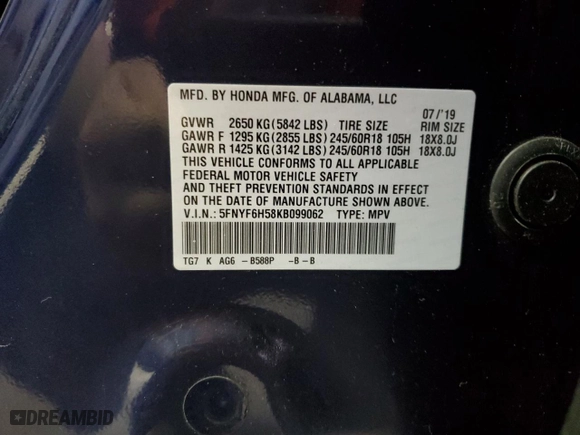 MFD. BY HONDA MFG. OF ALABAMA, LLC
07/'19
GVWR 2650 KG(5842 LBS) TIRE SIZE RIM SIZE
GAWR F 1295 KG(2855 LBS) 245/60R18 105H 18X8.0J
GAWR R 1425 KG(3142 LBS) 245/60R18 105H 18X8.0J
THIS VEHICLE CONFORMS TO ALL APPLICABLE
FEDERAL MOTOR VEHICLE SAFETY
AND THEFT PREVENTION STANDARDS IN EFFECT
ON THE DATE OF MANUFACTURE SHOWN ABOVE.
V.I.N.: 5FNYF6H58KB099062 TYPE: MPV
TG7 K AG6 -B588P -B-B
DREAMBID